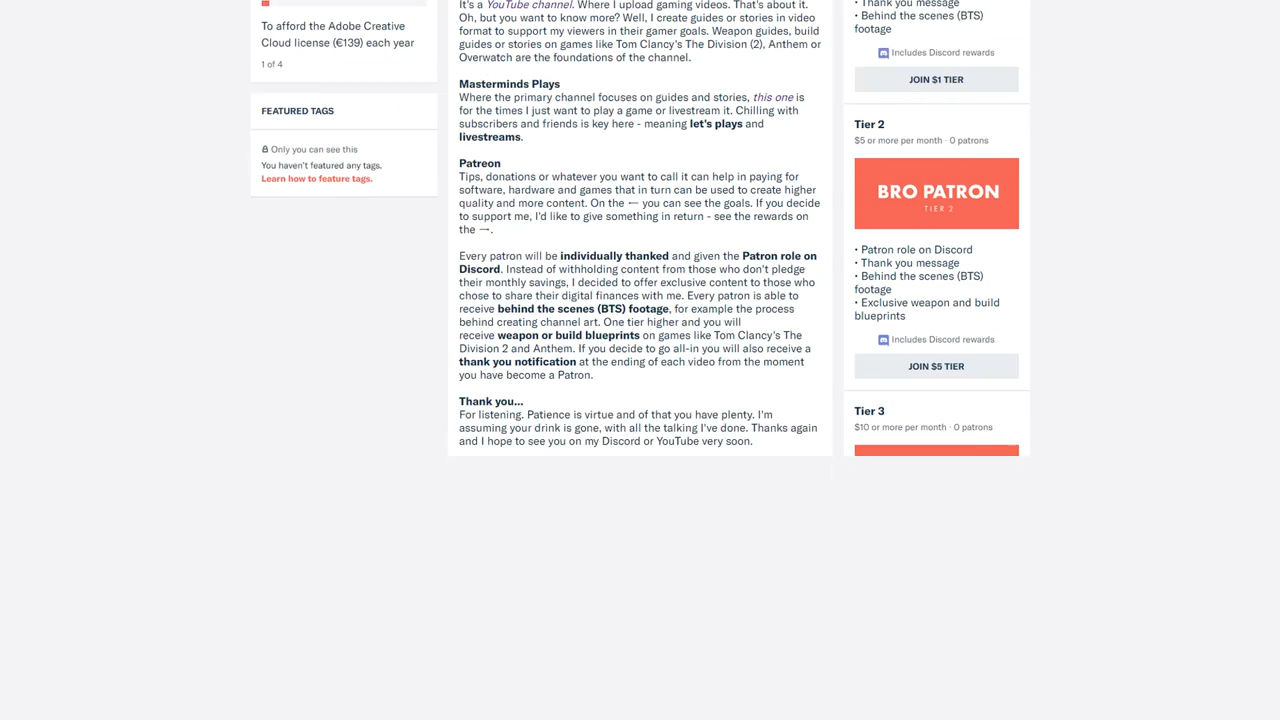 To afford the Adobe Creative
Cloud license (€139) each year
1 of 4
FEATURED TAGS
Only you can see this
You haven't featured any tags.
Learn how to feature tags.
It's a YouTube channel. Where I upload gaming videos. That's about it.
Oh, but you want to know more? Well, I create guides or stories in video
format to support my viewers in their gamer goals. Weapon guides, build
guides or stories on games like Tom Clancy's The Division (2), Anthem or
Overwatch are the foundations of the channel.
Masterminds Plays
Where the primary channel focuses on guides and stories, this one is
for the times I just want to play a game or livestream it. Chilling with
subscribers and friends is key here - meaning let's plays and
livestreams.
Patreon
Tips, donations or whatever you want to call it can help in paying for
software, hardware and games that in turn can be used to create higher
quality and more content. On the ← you can see the goals. If you decide
to support me, I'd like to give something in return - see the rewards on
the →.
Every patron will be individually thanked and given the Patron role on
Discord. Instead of withholding content from those who don't pledge
their monthly savings, I decided to offer exclusive content to those who
chose to share their digital finances with me. Every patron is able to
receive behind the scenes (BTS) footage, for example the process
behind creating channel art. One tier higher and you will
receive weapon or build blueprints on games like Tom Clancy's The
Division 2 and Anthem. If you decide to go all-in you will also receive a
thank you notification at the ending of each video from the moment
you have become a Patron.
Thank you...
For listening. Patience is virtue and of that you have plenty. I'm
assuming your drink is gone, with all the talking I've done. Thanks again
and I hope to see you on my Discord or YouTube very soon.
• Thank you message
• Behind the scenes (BTS)
footage
Includes Discord rewards
JOIN $1 TIER
Tier 2
$5 or more per month · 0 patrons
BRO PATRON
TIER 2
• Patron role on Discord
• Thank you message
• Behind the scenes (BTS)
footage
• Exclusive weapon and build
blueprints
Includes Discord rewards
JOIN $5 TIER
Tier 3
$10 or more per month · 0 patrons